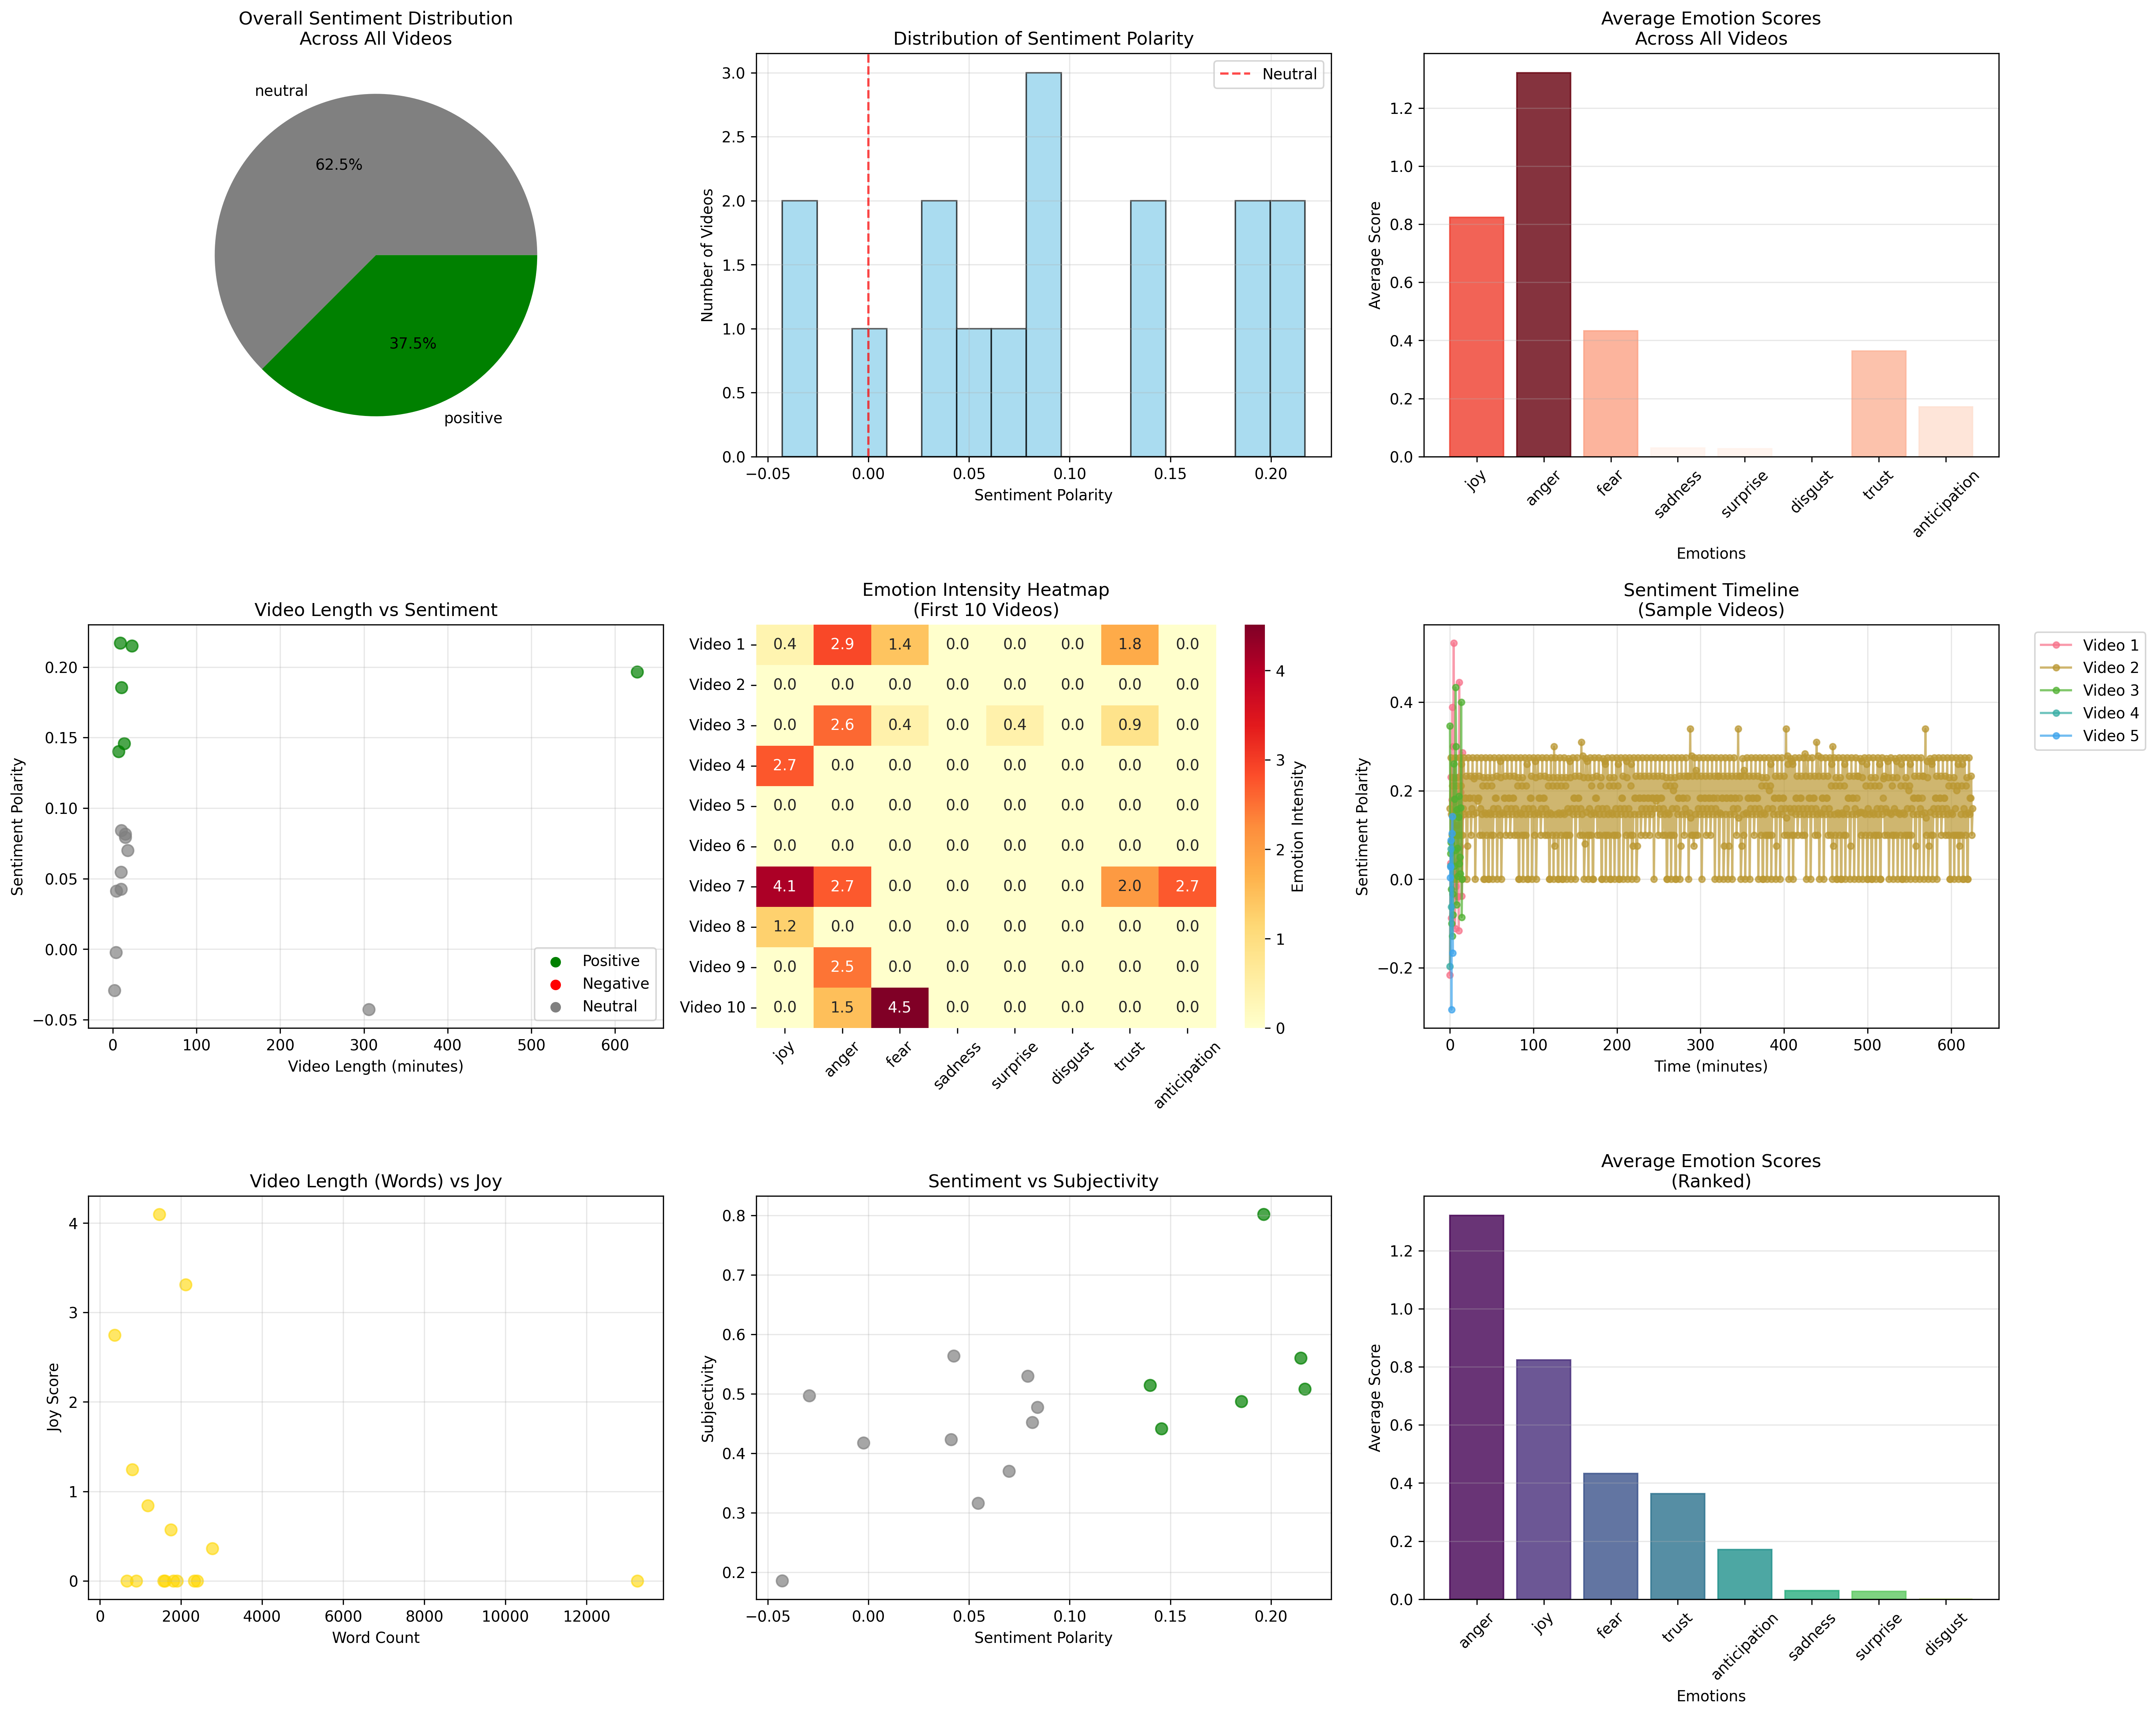 Overall Sentiment Distribution
Across All Videos
neutral
62.5%
37.5%
positive
Distribution of Sentiment Polarity
Neutral
Number of Videos
3.0
2.5
2.0
1.5
1.0
0.5
0.0
−0.05 0.00 0.05 0.10 0.15 0.20
Sentiment Polarity
Average Emotion Scores
Across All Videos
Average Score
1.2
1.0
0.8
0.6
0.4
0.2
0.0
joy anger fear sadness surprise disgust trust anticipation
Emotions
Video Length vs Sentiment
Sentiment Polarity
0.20
0.15
0.10
0.05
0.00
−0.05
Positive
Negative
Neutral
0 100 200 300 400 500 600
Video Length (minutes)
Emotion Intensity Heatmap
(First 10 Videos)
Video 1 0.4 2.9 1.4 0.0 0.0 0.0 1.8 0.0
Video 2 0.0 0.0 0.0 0.0 0.0 0.0 0.0 0.0
Video 3 0.0 2.6 0.4 0.0 0.4 0.0 0.9 0.0
Video 4 2.7 0.0 0.0 0.0 0.0 0.0 0.0 0.0
Video 5 0.0 0.0 0.0 0.0 0.0 0.0 0.0 0.0
Video 6 0.0 0.0 0.0 0.0 0.0 0.0 0.0 0.0
Video 7 4.1 2.7 0.0 0.0 0.0 0.0 2.0 2.7
Video 8 1.2 0.0 0.0 0.0 0.0 0.0 0.0 0.0
Video 9 0.0 2.5 0.0 0.0 0.0 0.0 0.0 0.0
Video 10 0.0 1.5 4.5 0.0 0.0 0.0 0.0 0.0
joy anger fear sadness surprise disgust trust anticipation
4
3
2
1
0
Emotion Intensity
Sentiment Timeline
(Sample Videos)
Sentiment Polarity
0.4
0.2
0.0
−0.2
0 100 200 300 400 500 600
Time (minutes)
Video 1
Video 2
Video 3
Video 4
Video 5
Video Length (Words) vs Joy
Joy Score
4
3
2
1
0
0 2000 4000 6000 8000 10000 12000
Word Count
Sentiment vs Subjectivity
Subjectivity
0.8
0.7
0.6
0.5
0.4
0.3
0.2
−0.05 0.00 0.05 0.10 0.15 0.20
Sentiment Polarity
Average Emotion Scores
(Ranked)
Average Score
1.2
1.0
0.8
0.6
0.4
0.2
0.0
anger joy fear trust anticipation sadness surprise disgust
Emotions